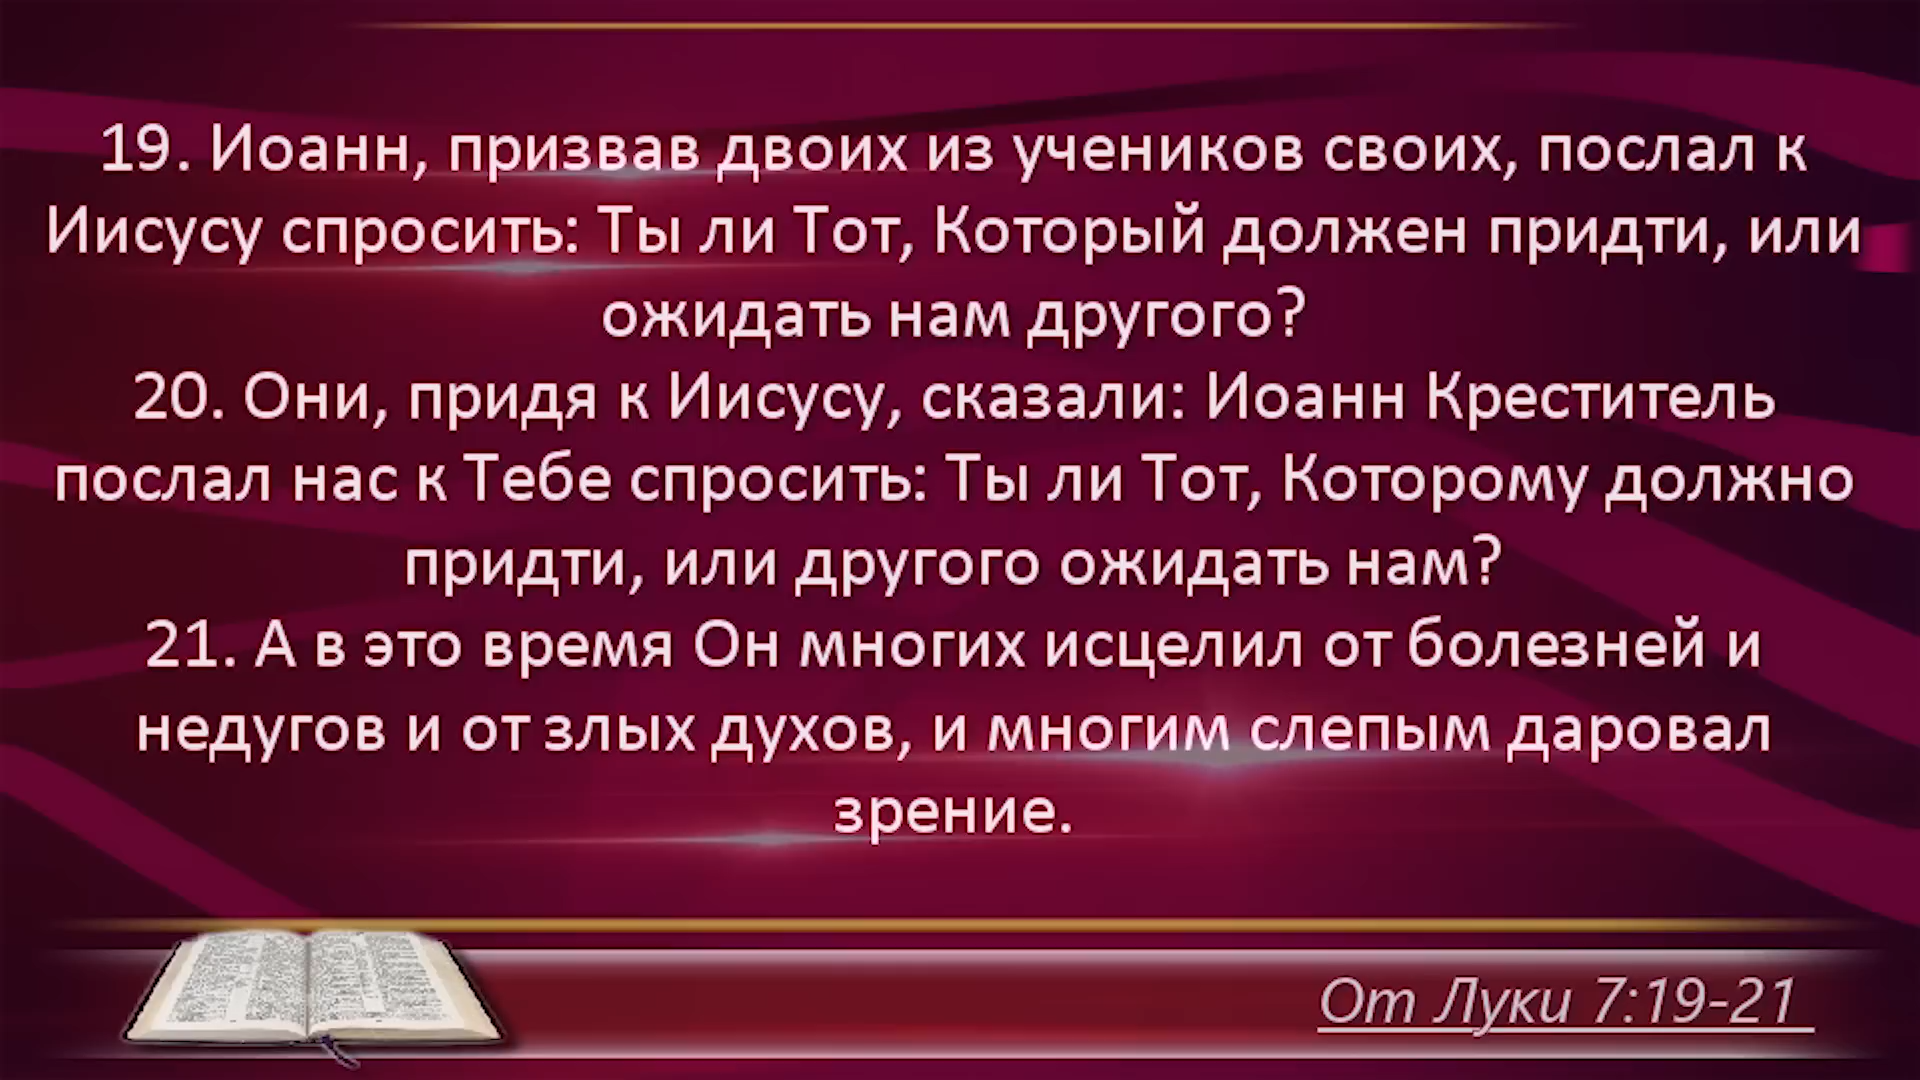 19. Иоанн, призвав двоих из учеников своих, послал к
Иисусу спросить: Ты ли Тот, Который должен придти, или
ожидать нам другого?
20. Они, придя к Иисусу, сказали: Иоанн Креститель
послал нас к Тебе спросить: Ты ли Тот, Которому должно
придти, или другого ожидать нам?
21. А в это время Он многих исцелил от болезней и
недугов и от злых духов, и многим слепым даровал
зрение.
От Луки 7:19-21